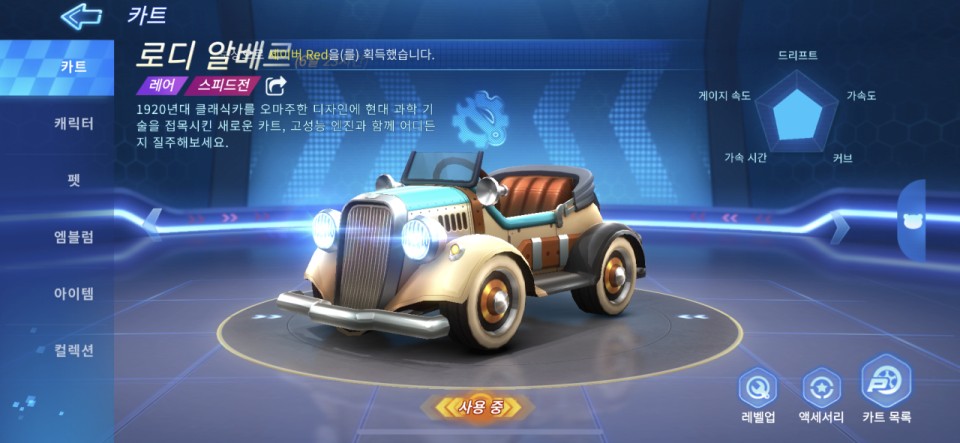 카트
카트
캐릭터
펫
엠블럼
아이템
컬렉션
로디 알베르
세이버 Red을(를) 획득했습니다.
레어
스피드전
1920년대 클래식카를 오마주한 디자인에 현대 과학 기
술을 접목시킨 새로운 카트, 고성능 엔진과 함께 어디든
지 질주해보세요.
드리프트
게이지 속도
가속도
가속 시간
커브
사용 중
레벨업
액세서리
카트 목록